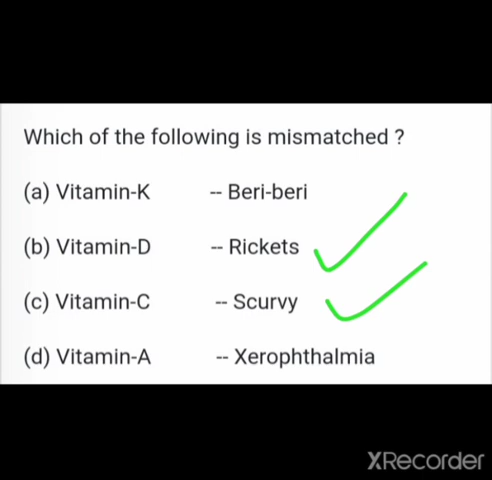 Which of the following is mismatched ?
(a) Vitamin-K -- Beri-beri
(b) Vitamin-D -- Rickets
(c) Vitamin-C -- Scurvy
(d) Vitamin-A -- Xerophthalmia
XRecorder